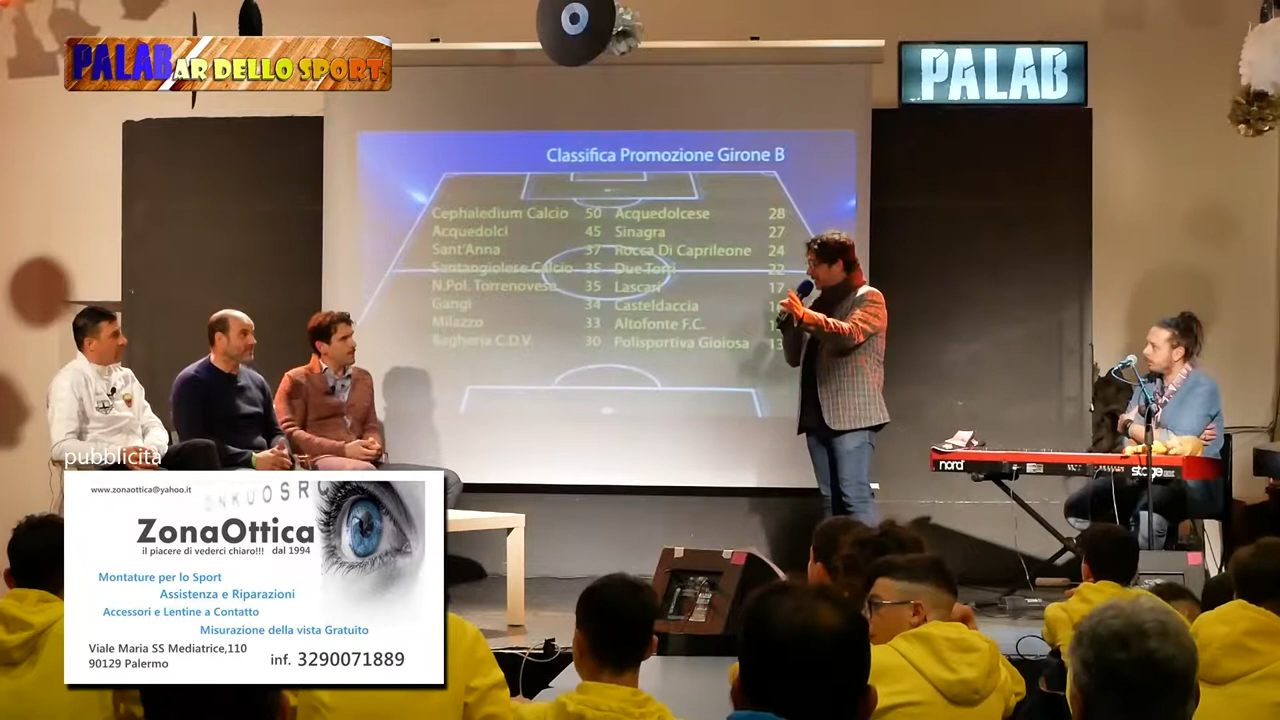 PALABAR DELLO SPORT
PALAB
Classifica Promozione Girone B
Cephaledium Calcio 50 Acquedolcese 28
Acquedolci 45 Sinagra 27
Sant'Anna 37 Rocca Di Caprileone 24
Santangiolese Calcio 35 Due Torri 22
N.Pol. Torrenovese 35 Lascari 17
Gangi 34 Casteldaccia
Milazzo 33 Altofonte F.C.
Bagheria C.D.V. 30 Polisportiva Gioiosa 13
nord
stage
pubblicità
www.zonaottica@yahoo.it
ZonaOttica
il piacere di vederci chiaro!!! dal 1994
Montature per lo Sport
Assistenza e Riparazioni
Accessori e Lentine a Contatto
Misurazione della vista Gratuito
Viale Maria SS Mediatrice,110
90129 Palermo
inf. 3290071889